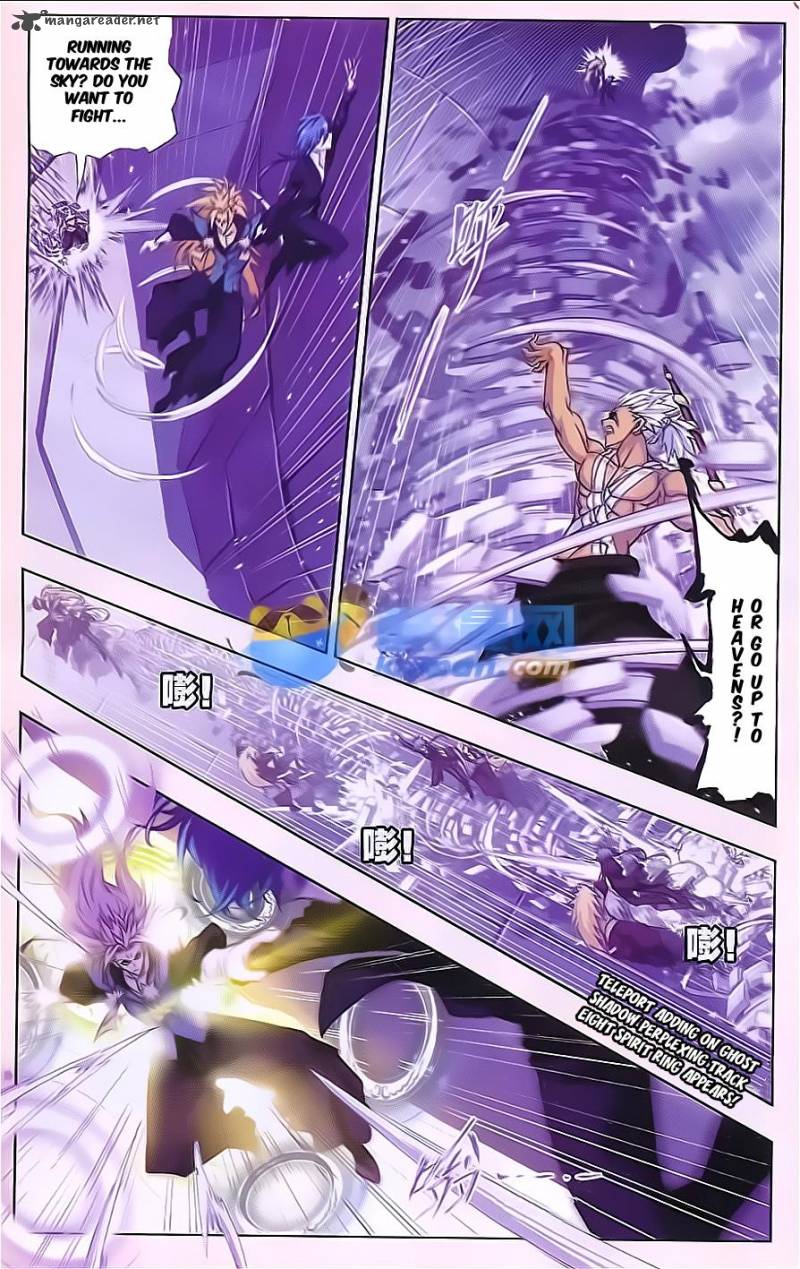 mangareader.net
RUNNING
TOWARDS THE
SKY? DO YOU
WANT TO
FIGHT...
OR GO UP TO
HEAVENS?!
嘭!
嘭!
嘭!
TELEPORT ADDING ON GHOST
SHADOW PERPLEXING TRACK
EIGHT SPIRIT RING APPEARS!